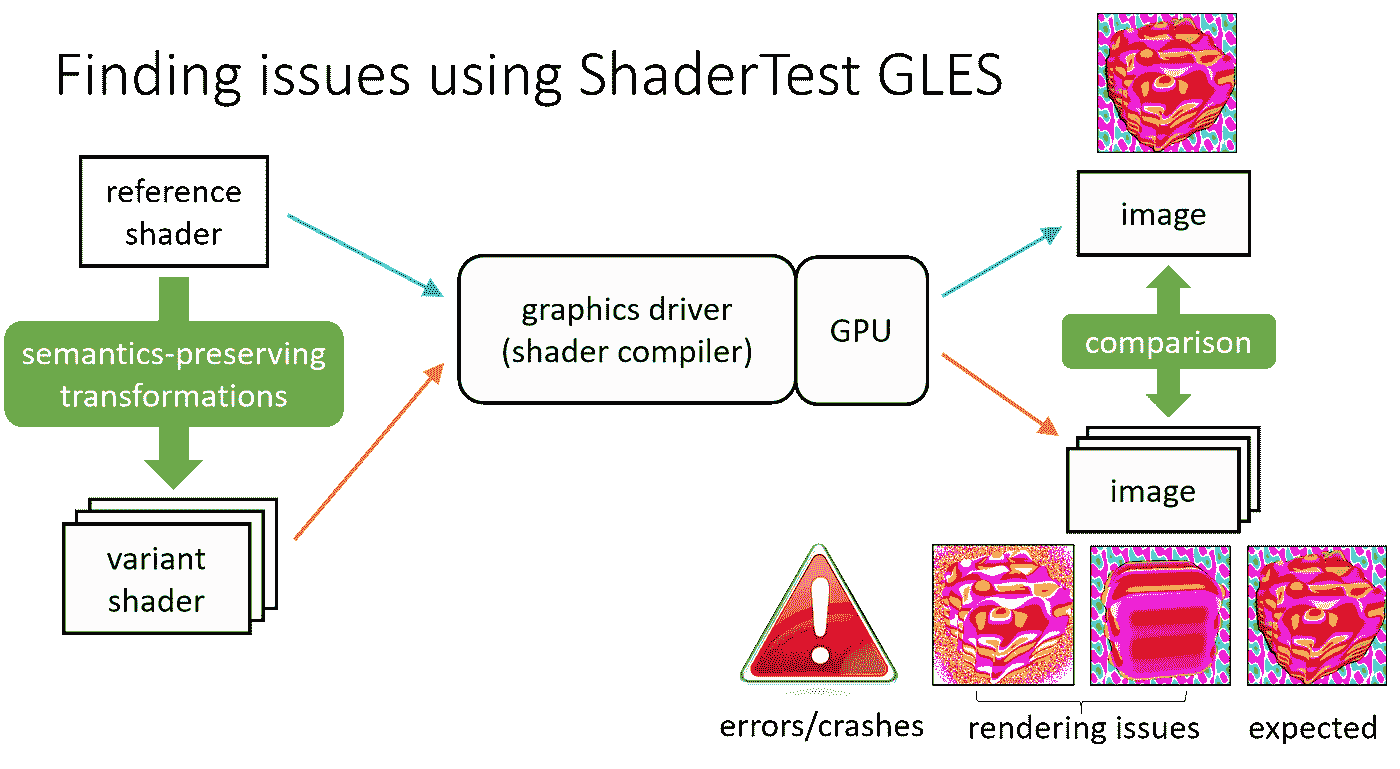 Finding issues using ShaderTest GLES
reference
shader
semantics-preserving
transformations
variant
shader
graphics driver
(shader compiler)
GPU
image
comparison
image
errors/crashes
rendering issues
expected